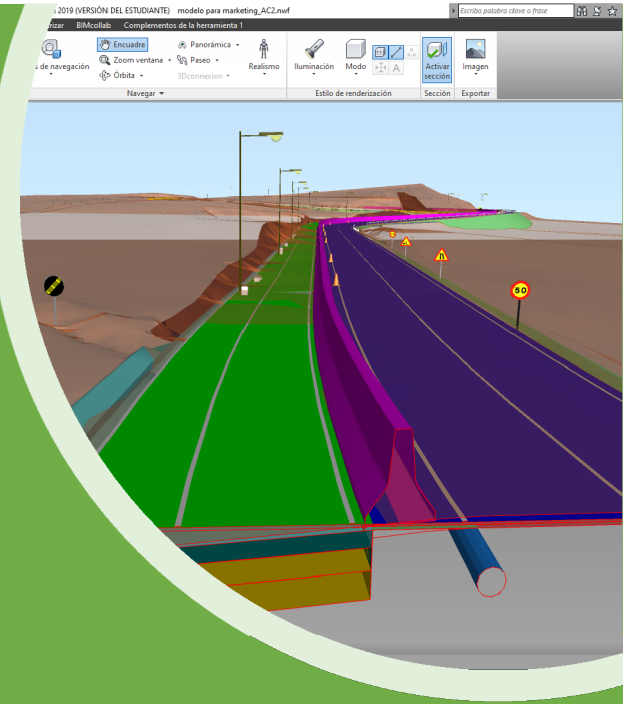 2019 (VERSIÓN DEL ESTUDIANTE) modelo para marketing_AC2.nwf
Escriba palabra clave o frase
rizar BIMcollab Complementos de la herramienta 1
Encuadre Panorámica
de navegación Zoom ventana Paseo Realismo
Órbita 3Dconnexion
Iluminación Modo Activar sección Imagen
Navegar Estilo de renderización Sección Exportar
50